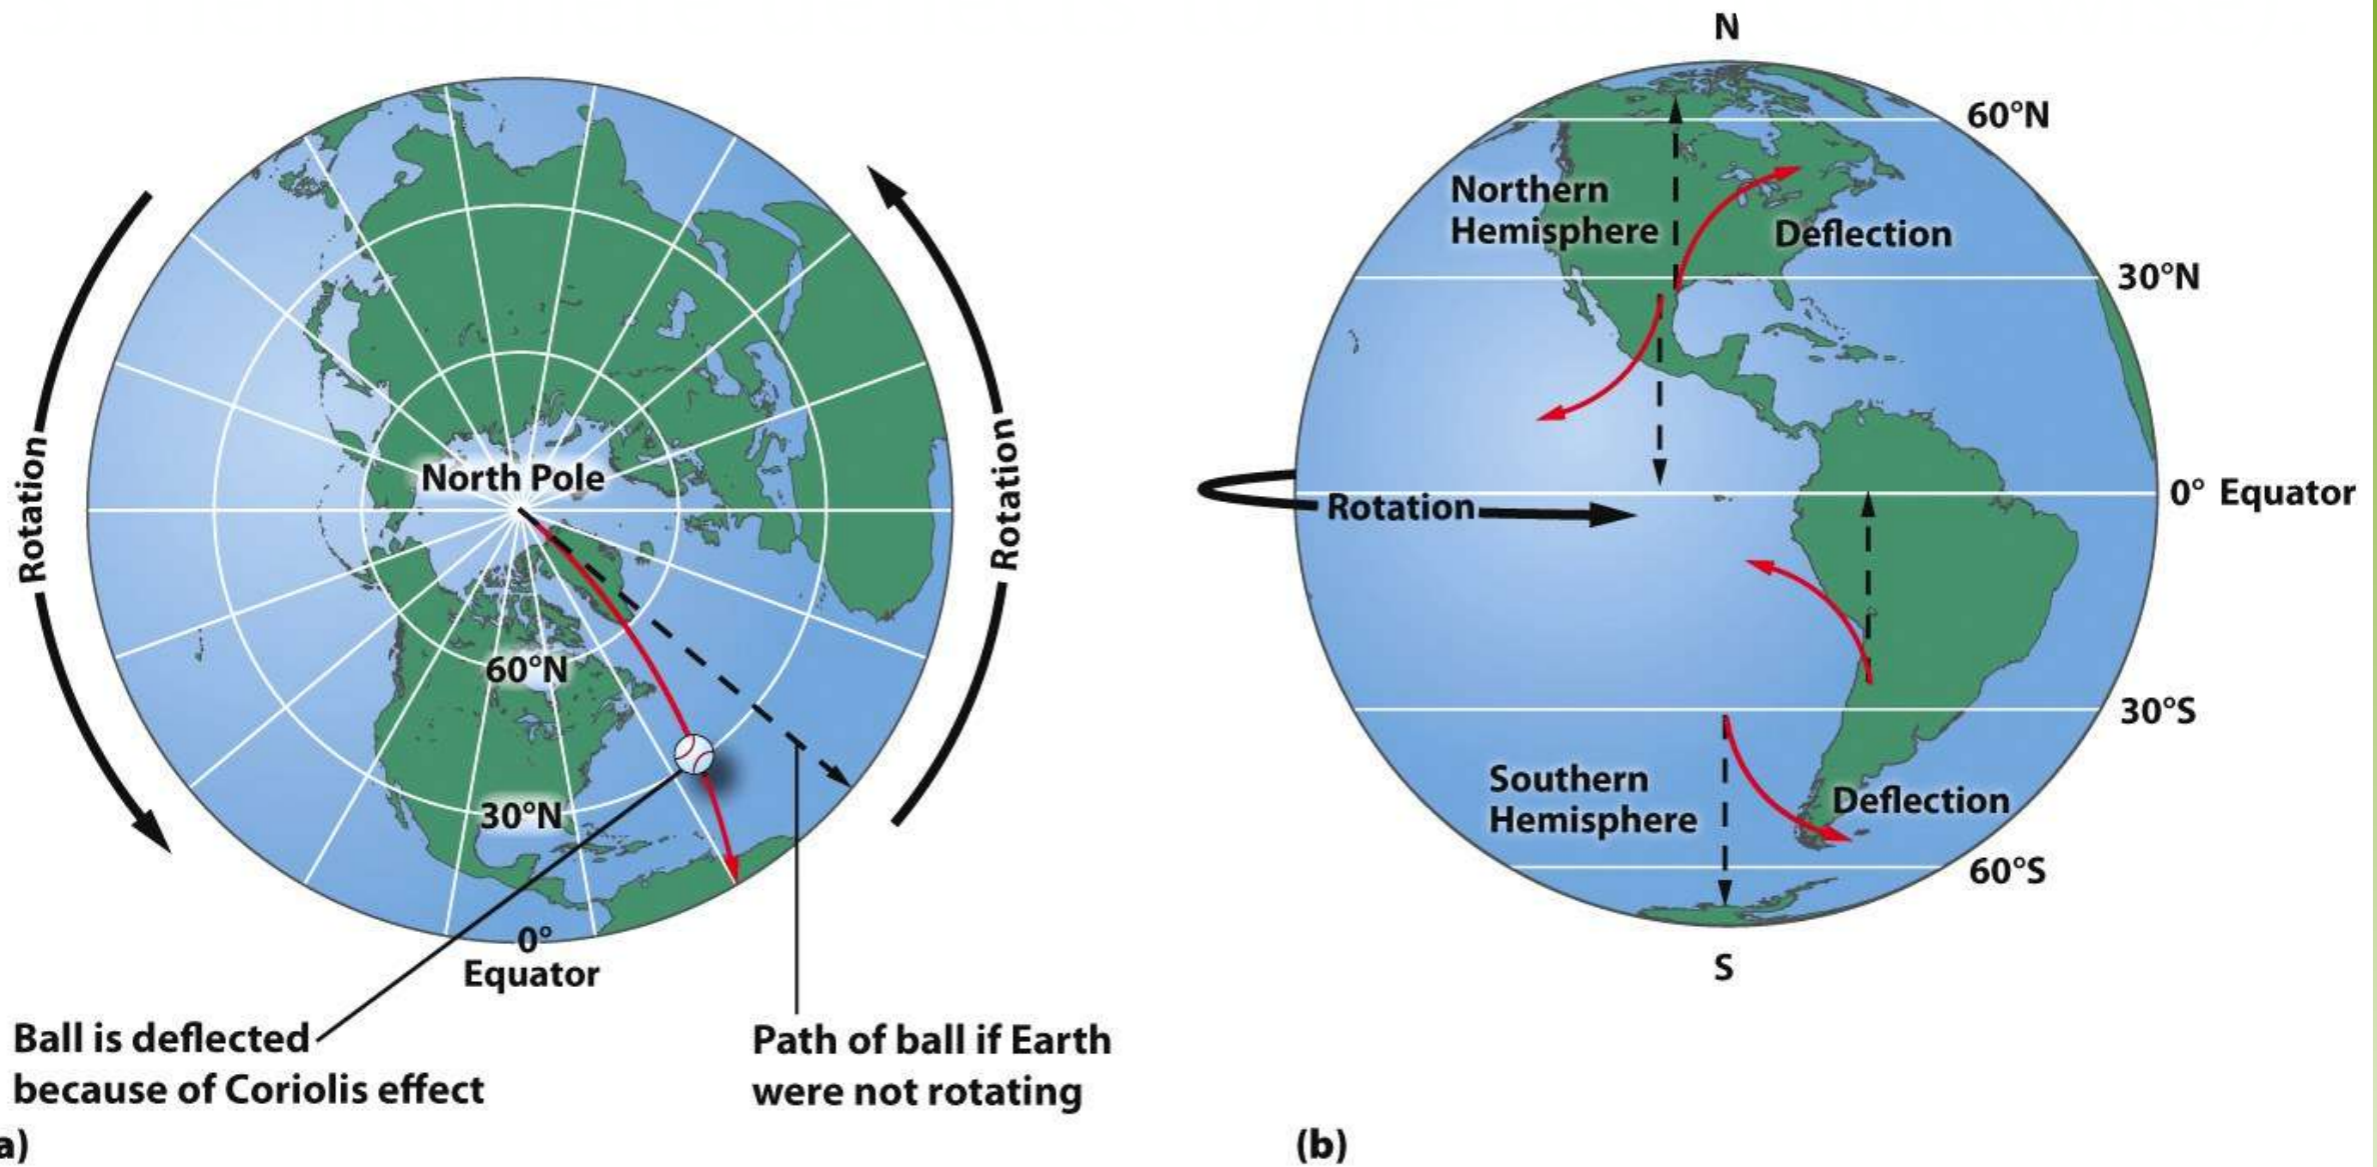 Rotation
North Pole
60°N
30°N
0°
Equator
Rotation
Ball is deflected
because of Coriolis effect
Path of ball if Earth
were not rotating
a)
N
60°N
Northern
Hemisphere
Deflection
30°N
Rotation
0° Equator
30°S
Southern
Hemisphere
Deflection
60°S
S
(b)